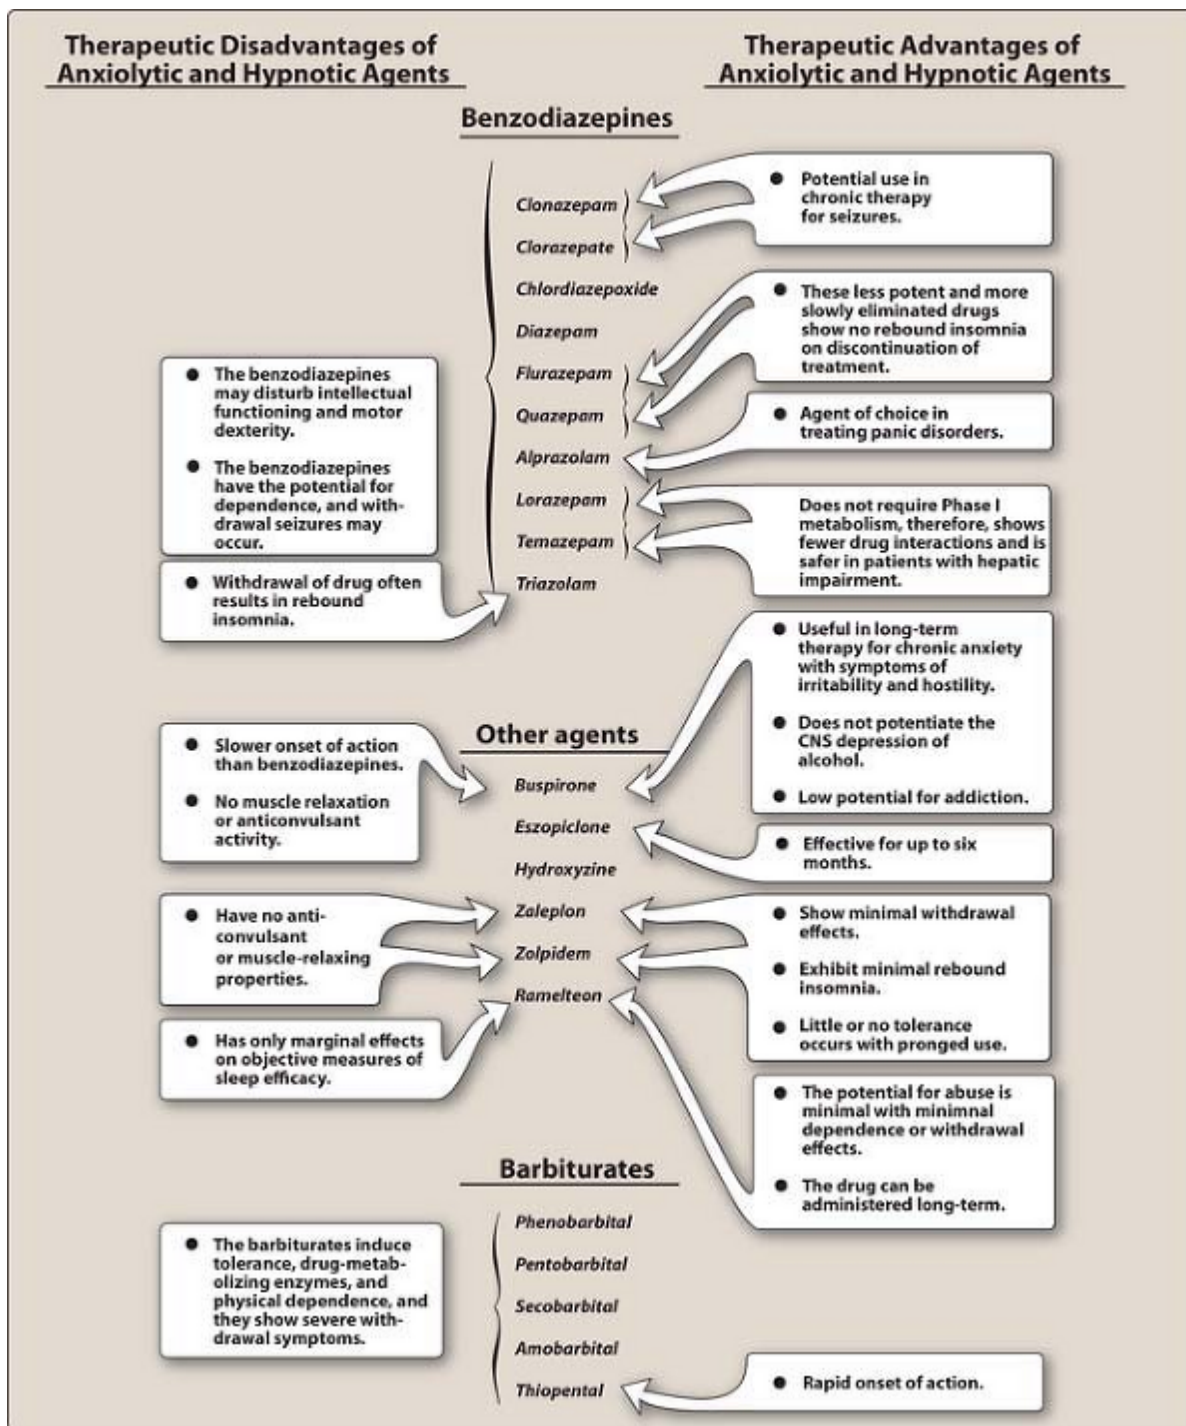 Therapeutic Disadvantages of
Anxiolytic and Hypnotic Agents
Therapeutic Advantages of
Anxiolytic and Hypnotic Agents
Benzodiazepines
Clonazepam
Clorazepate
Chlordiazepoxide
Diazepam
Flurazepam
Quazepam
Alprazolam
Lorazepam
Temazepam
Triazolam
● Potential use in
chronic therapy
for seizures.
● These less potent and more
slowly eliminated drugs
show no rebound insomnia
on discontinuation of
treatment.
● Agent of choice in
treating panic disorders.
Does not require Phase I
metabolism, therefore, shows
fewer drug interactions and is
safer in patients with hepatic
impairment.
● The benzodiazepines
may disturb intellectual
functioning and motor
dexterity.
● The benzodiazepines
have the potential for
dependence, and with-
drawal seizures may
occur.
● Withdrawal of drug often
results in rebound
insomnia.
Other agents
Buspirone
Eszopiclone
Hydroxyzine
Zaleplon
Zolpidem
Ramelteon
● Useful in long-term
therapy for chronic anxiety
with symptoms of
irritability and hostility.
● Does not potentiate the
CNS depression of
alcohol.
● Low potential for addiction.
● Effective for up to six
months.
● Show minimal withdrawal
effects.
● Exhibit minimal rebound
insomnia.
● Little or no tolerance
occurs with pronged use.
● The potential for abuse is
minimal with minimnal
dependence or withdrawal
effects.
● The drug can be
administered long-term.
● Slower onset of action
than benzodiazepines.
● No muscle relaxation
or anticonvulsant
activity.
● Have no anti-
convulsant
or muscle-relaxing
properties.
● Has only marginal effects
on objective measures of
sleep efficacy.
Barbiturates
Phenobarbital
Pentobarbital
Secobarbital
Amobarbital
Thiopental
● The barbiturates induce
tolerance, drug-metab-
olizing enzymes, and
physical dependence, and
they show severe with-
drawal symptoms.
● Rapid onset of action.